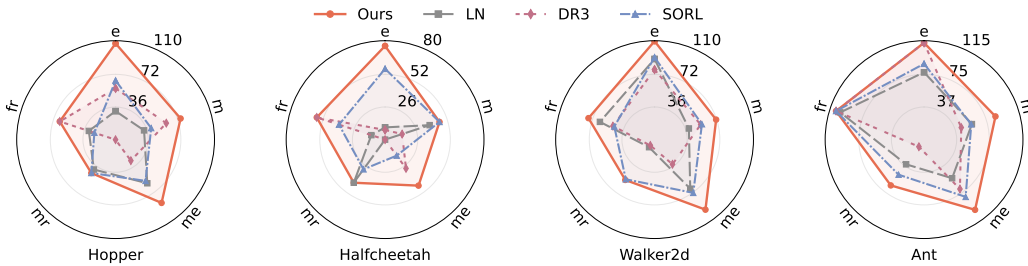 Ours LN DR3 SORL
e 110 72 36 m fr mr me
Hopper
e 80 52 26 m fr mr me
Halfcheetah
e 110 72 36 m fr mr me
Walker2d
e 115 75 37 m fr mr me
Ant